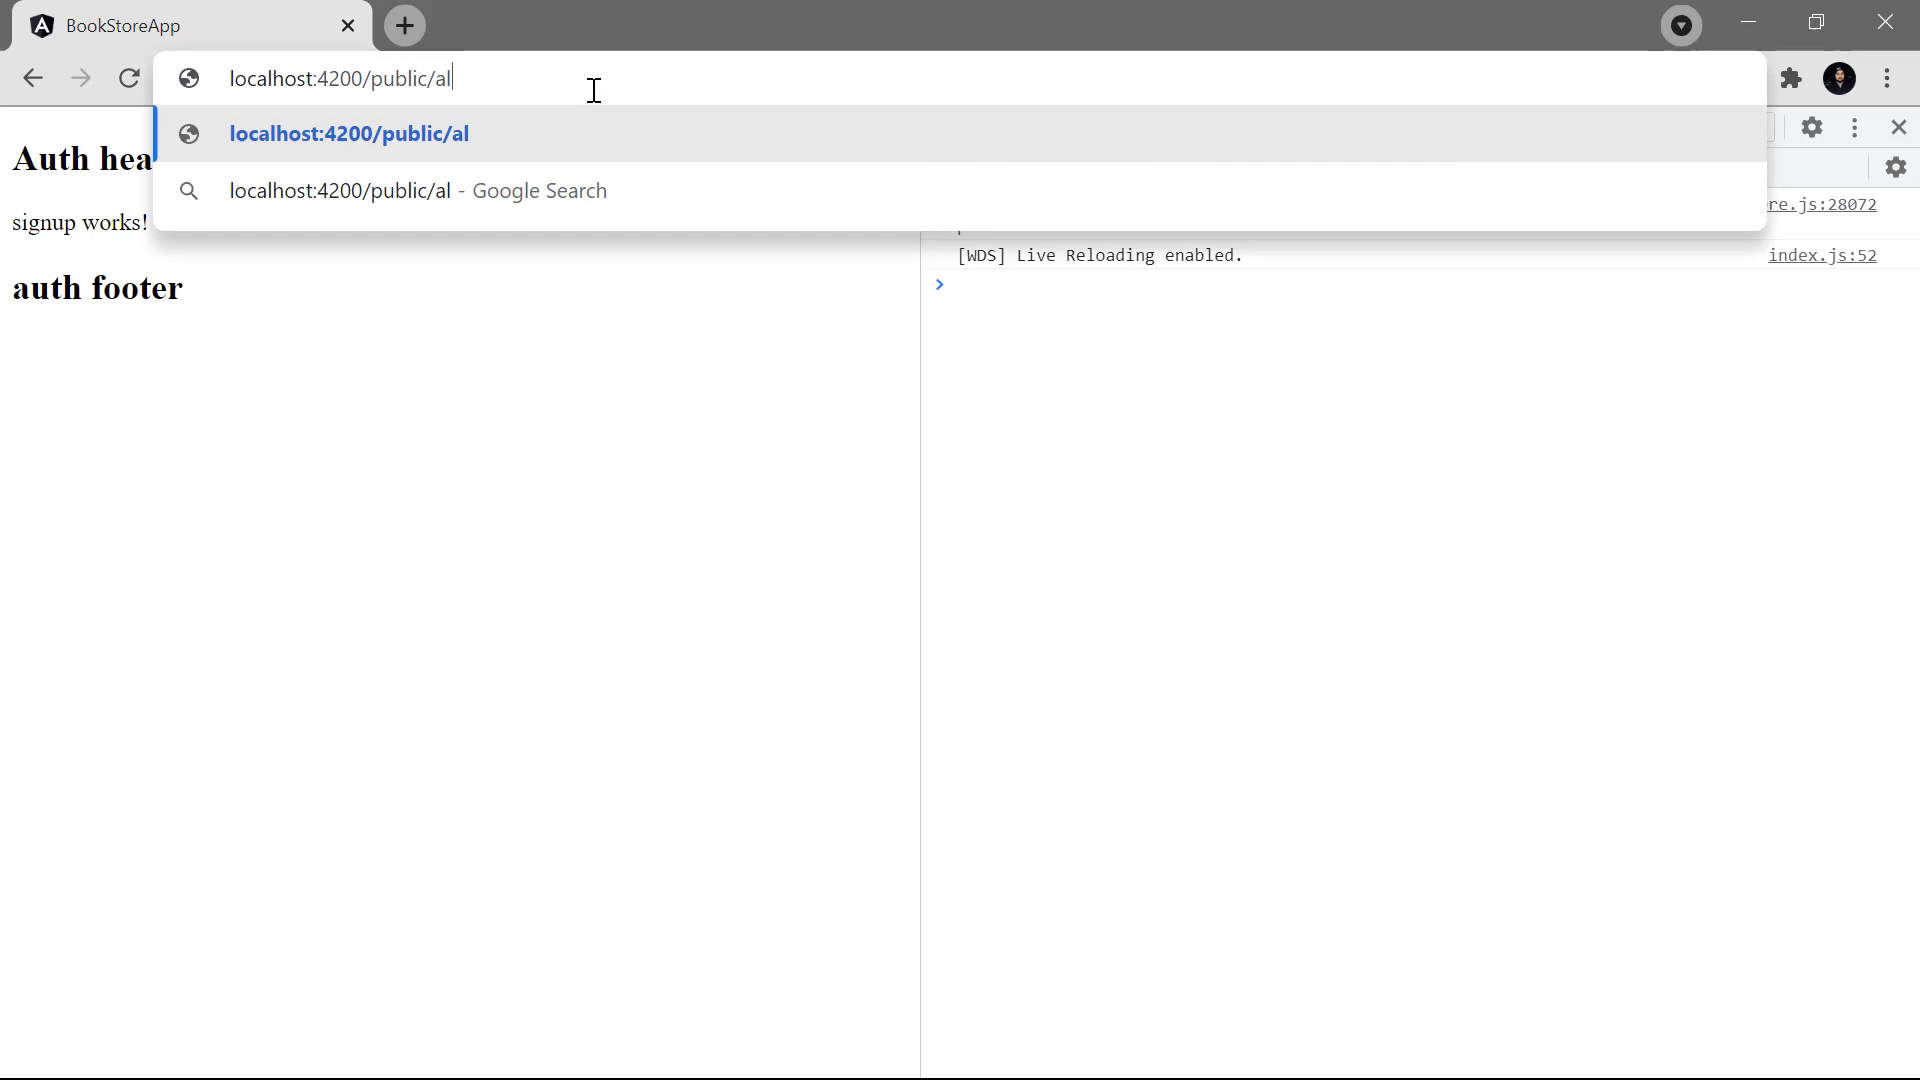 BookStoreApp
localhost:4200/public/al
localhost:4200/public/al
localhost:4200/public/al - Google Search
Auth hea
signup works!
auth footer
re.js:28072
[WDS] Live Reloading enabled.
index.js:52